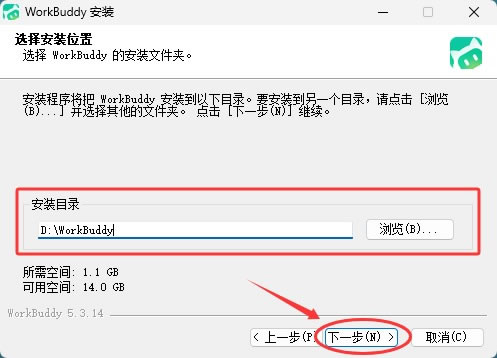 WorkBuddy 安装
选择安装位置
选择 WorkBuddy 的安装文件夹。
安装程序将把 WorkBuddy 安装到以下目录。要安装到另一个目录，请点击 [浏览
(B)...] 并选择其他的文件夹。 点击 [下一步(N)] 继续。
安装目录
D:\WorkBuddy
浏览(B)...
所需空间: 1.1 GB
可用空间: 14.0 GB
WorkBuddy 5.3.14
< 上一步(P) 下一步(N) > 取消(C)